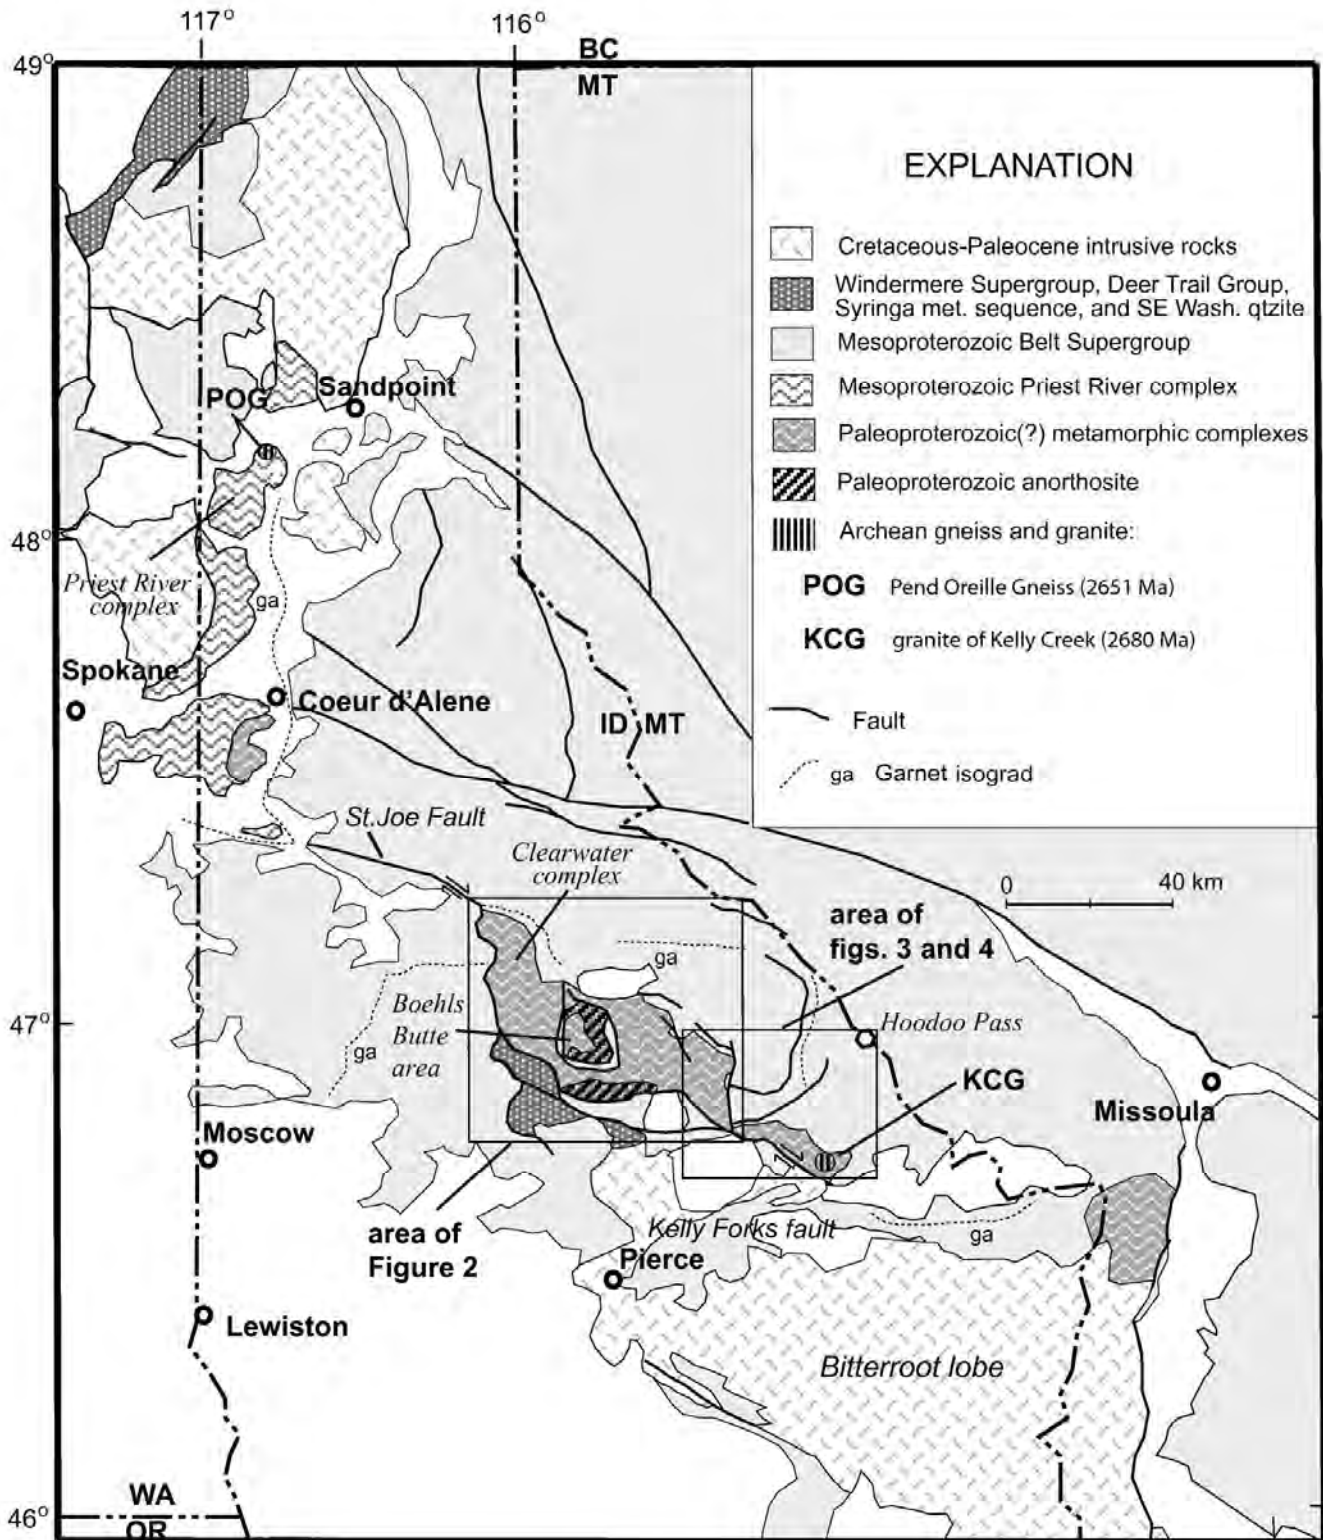 117°
116°
49°
BC
MT
EXPLANATION
Cretaceous-Paleocene intrusive rocks
Windermere Supergroup, Deer Trail Group,
Syringa met. sequence, and SE Wash. qtzite
Mesoproterozoic Belt Supergroup
Mesoproterozoic Priest River complex
Paleoproterozoic(?) metamorphic complexes
Paleoproterozoic anorthosite
Archean gneiss and granite:
POG Pend Oreille Gneiss (2651 Ma)
KCG granite of Kelly Creek (2680 Ma)
Fault
ga Garnet isograd
POG
Sandpoint
48°
Priest River
complex
ga
Spokane
Coeur d'Alene
ID MT
St.Joe Fault
Clearwater
complex
0 40 km
area of
figs. 3 and 4
ga
Boehls
Butte
area
47°
Hoodoo Pass
ga
KCG
Missoula
Moscow
area of
Figure 2
Kelly Forks fault
ga
Pierce
Lewiston
Bitterroot lobe
WA
OR
46°